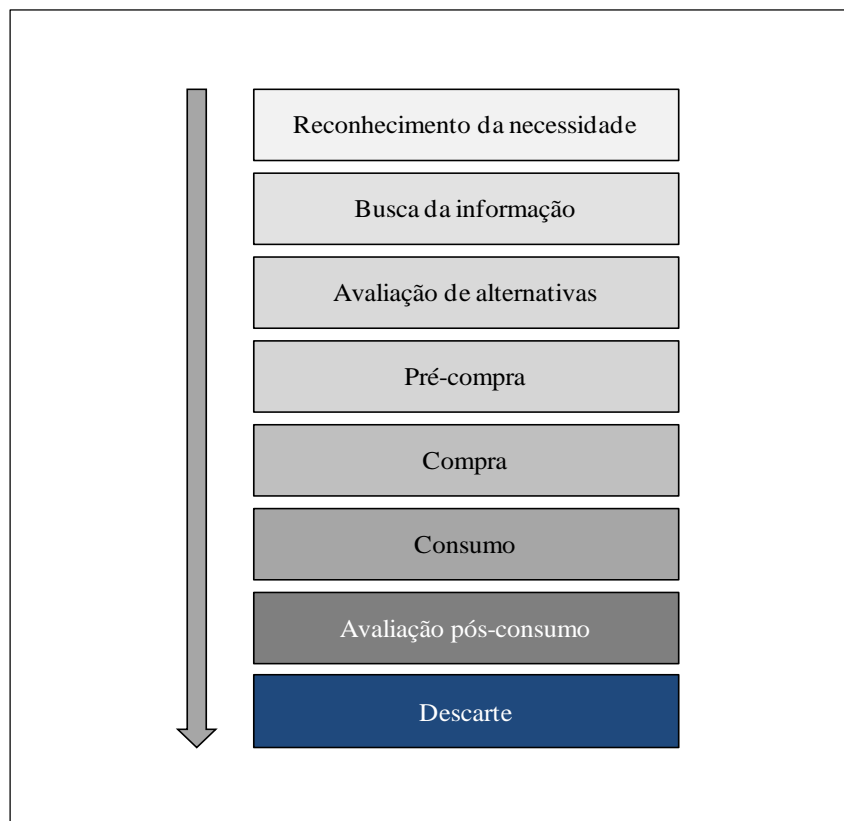 Reconhecimento da necessidade
Busca da informação
Avaliação de alternativas
Pré-compra
Compra
Consumo
Avaliação pós-consumo
Descarte